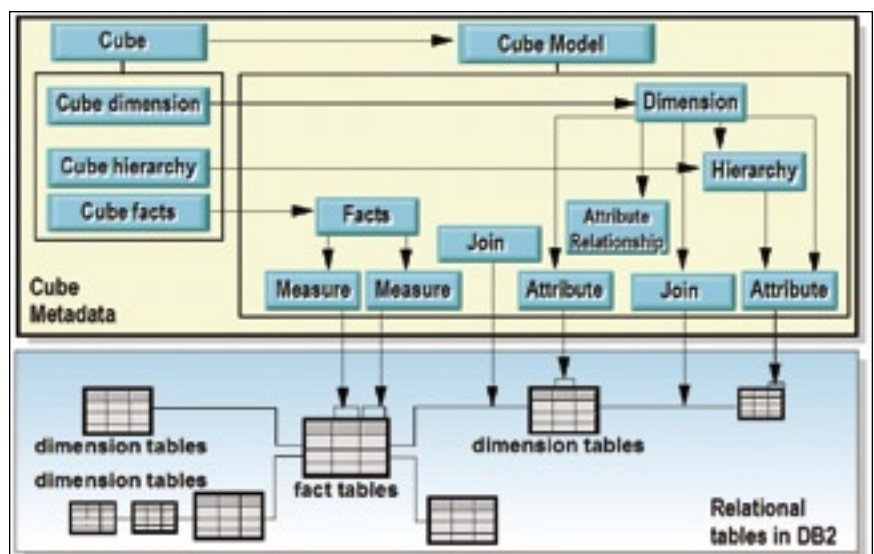 Cube
Cube Model
Cube dimension
Dimension
Cube hierarchy
Hierarchy
Cube facts
Facts
Attribute
Relationship
Join
Measure
Measure
Attribute
Join
Attribute
Cube
Metadata
dimension tables
dimension tables
dimension tables
fact tables
Relational
tables in DB2